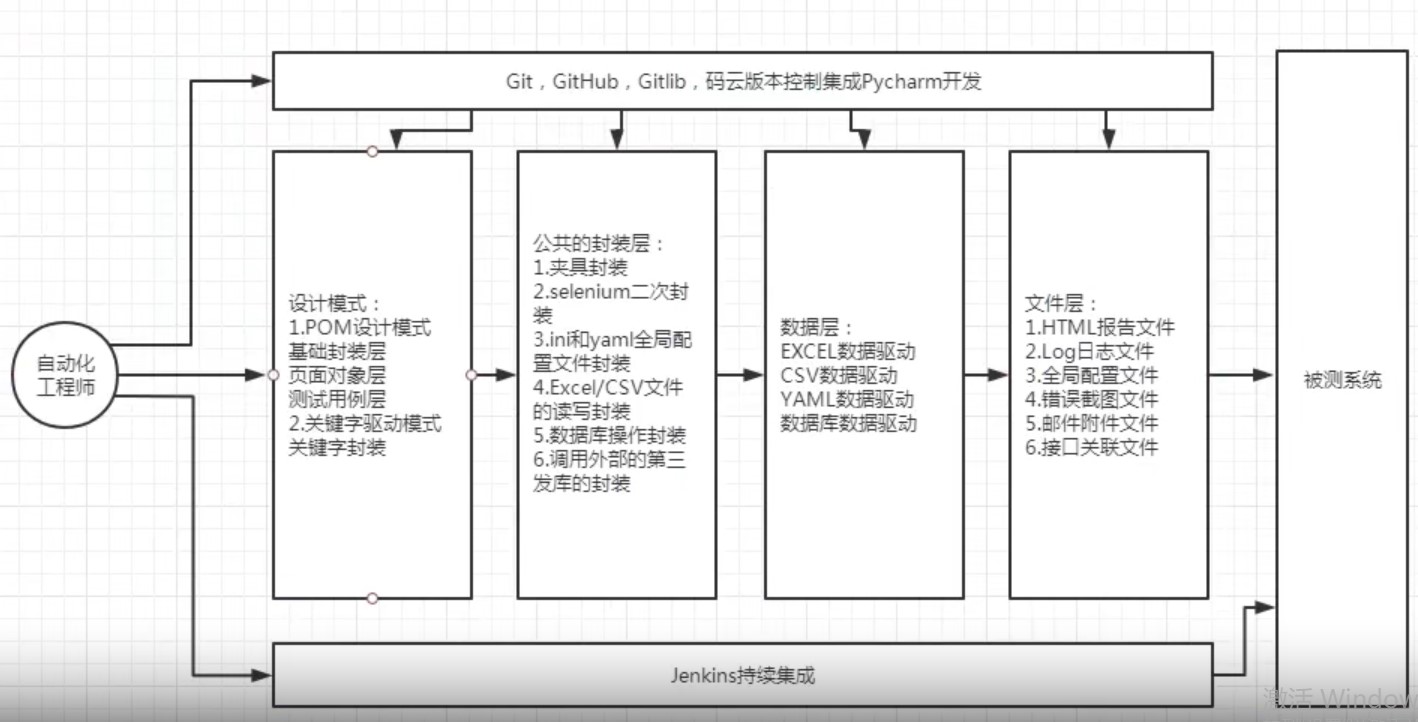 Git，GitHub，Gitlib，码云版本控制集成Pycharm开发
自动化
工程师
设计模式：
1.POM设计模式
基础封装层
页面对象层
测试用例层
2.关键字驱动模式
关键字封装
公共的封装层：
1.夹具封装
2.selenium二次封
装
3.ini和yaml全局配
置文件封装
4.Excel/CSV文件
的读写封装
5.数据库操作封装
6.调用外部的第三
发库的封装
数据层：
EXCEL数据驱动
CSV数据驱动
YAML数据驱动
数据库数据驱动
文件层：
1.HTML报告文件
2.Log日志文件
3.全局配置文件
4.错误截图文件
5.邮件附件文件
6.接口关联文件
被测系统
Jenkins持续集成
激活 Window